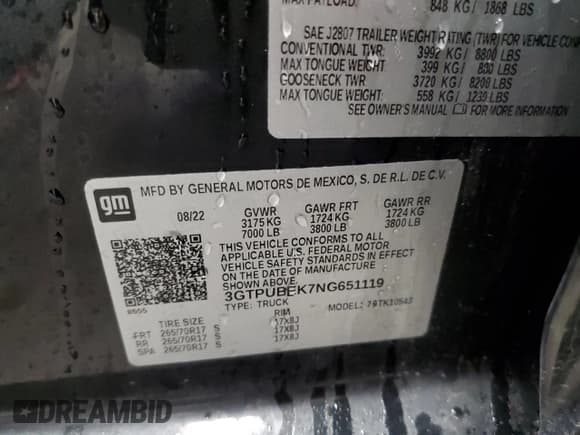 MAX PAYLOAD: 848 KG / 1868 LBS
SAE J2807 TRAILER WEIGHT RATING (TWR) FOR VEHICLE
CONVENTIONAL TWR: 3992 KG / 8800 LBS
MAX TONGUE WEIGHT: 399 KG / 880 LBS
GOOSENECK TWR 3720 KG / 8200 LBS
MAX TONGUE WEIGHT: 558 KG / 1230 LBS
SEE OWNER'S MANUAL FOR MORE INFORMATION
gm
MFD BY GENERAL MOTORS DE MEXICO, S. DE R.L. DE C.V.
08/22 GVWR GAWR FRT GAWR RR
3175 KG 1724 KG 1724 KG
7000 LB 3800 LB 3800 LB
THIS VEHICLE CONFORMS TO ALL
APPLICABLE U.S. FEDERAL MOTOR
VEHICLE SAFETY STANDARDS IN EFFECT
ON THE DATE OF MANUFACTURE
SHOWN ABOVE
3GTPUBEK7NG651119
TYPE: TRUCK MODEL: TK10543
TIRE SIZE RIM
FRT 265/70R17 S 17X8J
RR 265/70R17 S 17X8J
SPA 265/70R17 S 17X8J
DREAMBID